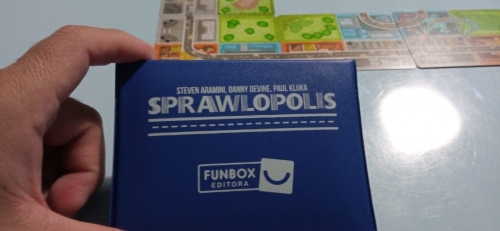 STEVEN ARAMINI, DANNY DEVINE, PAUL KLUKA
SPRAWLOPOLIS
FUNBOX
EDITORA